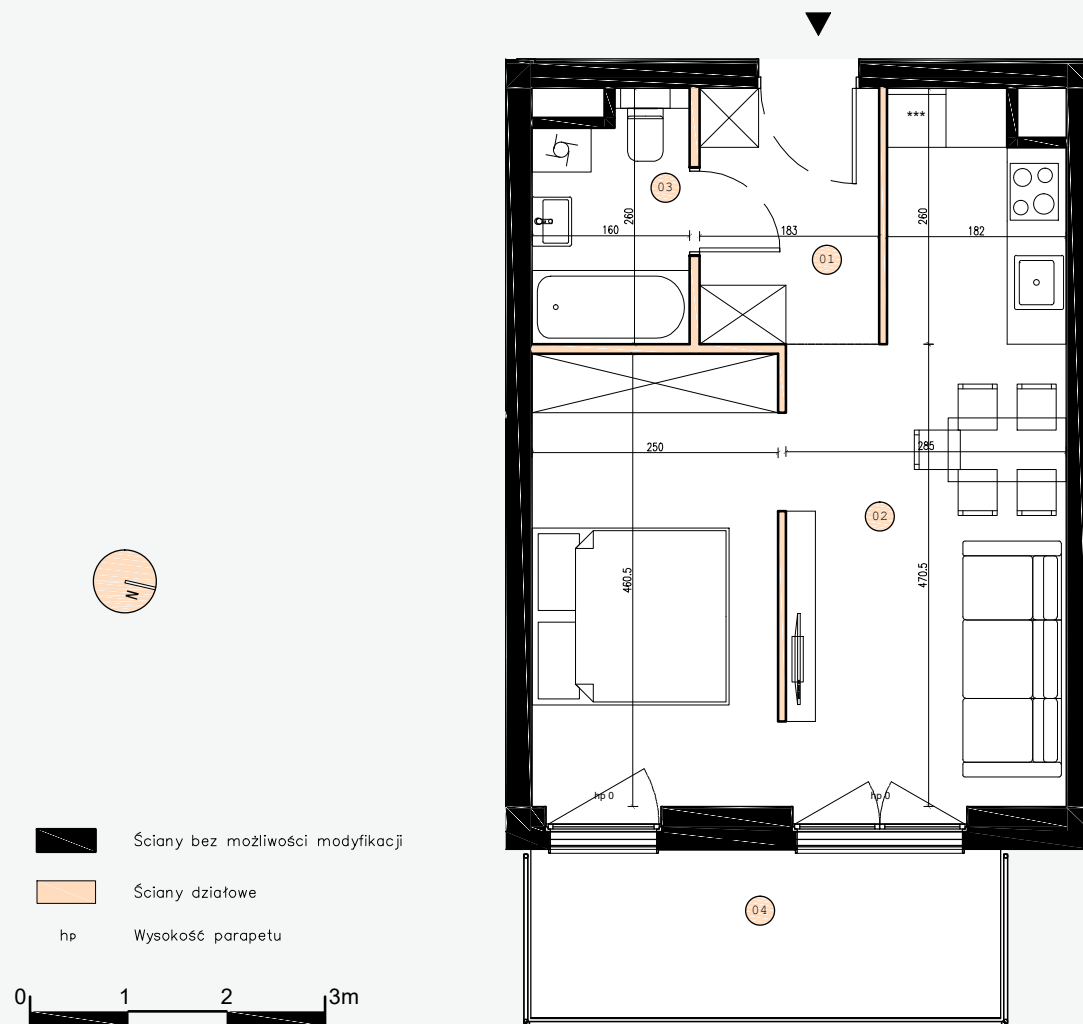 ***
03
260
260
160
183
182
01
250
285
02
460.5
470.5
N
hp 0
hp 0
Ściany bez możliwości modyfikacji
Ściany działowe
hp Wysokość parapetu
04
0 1 2 3m